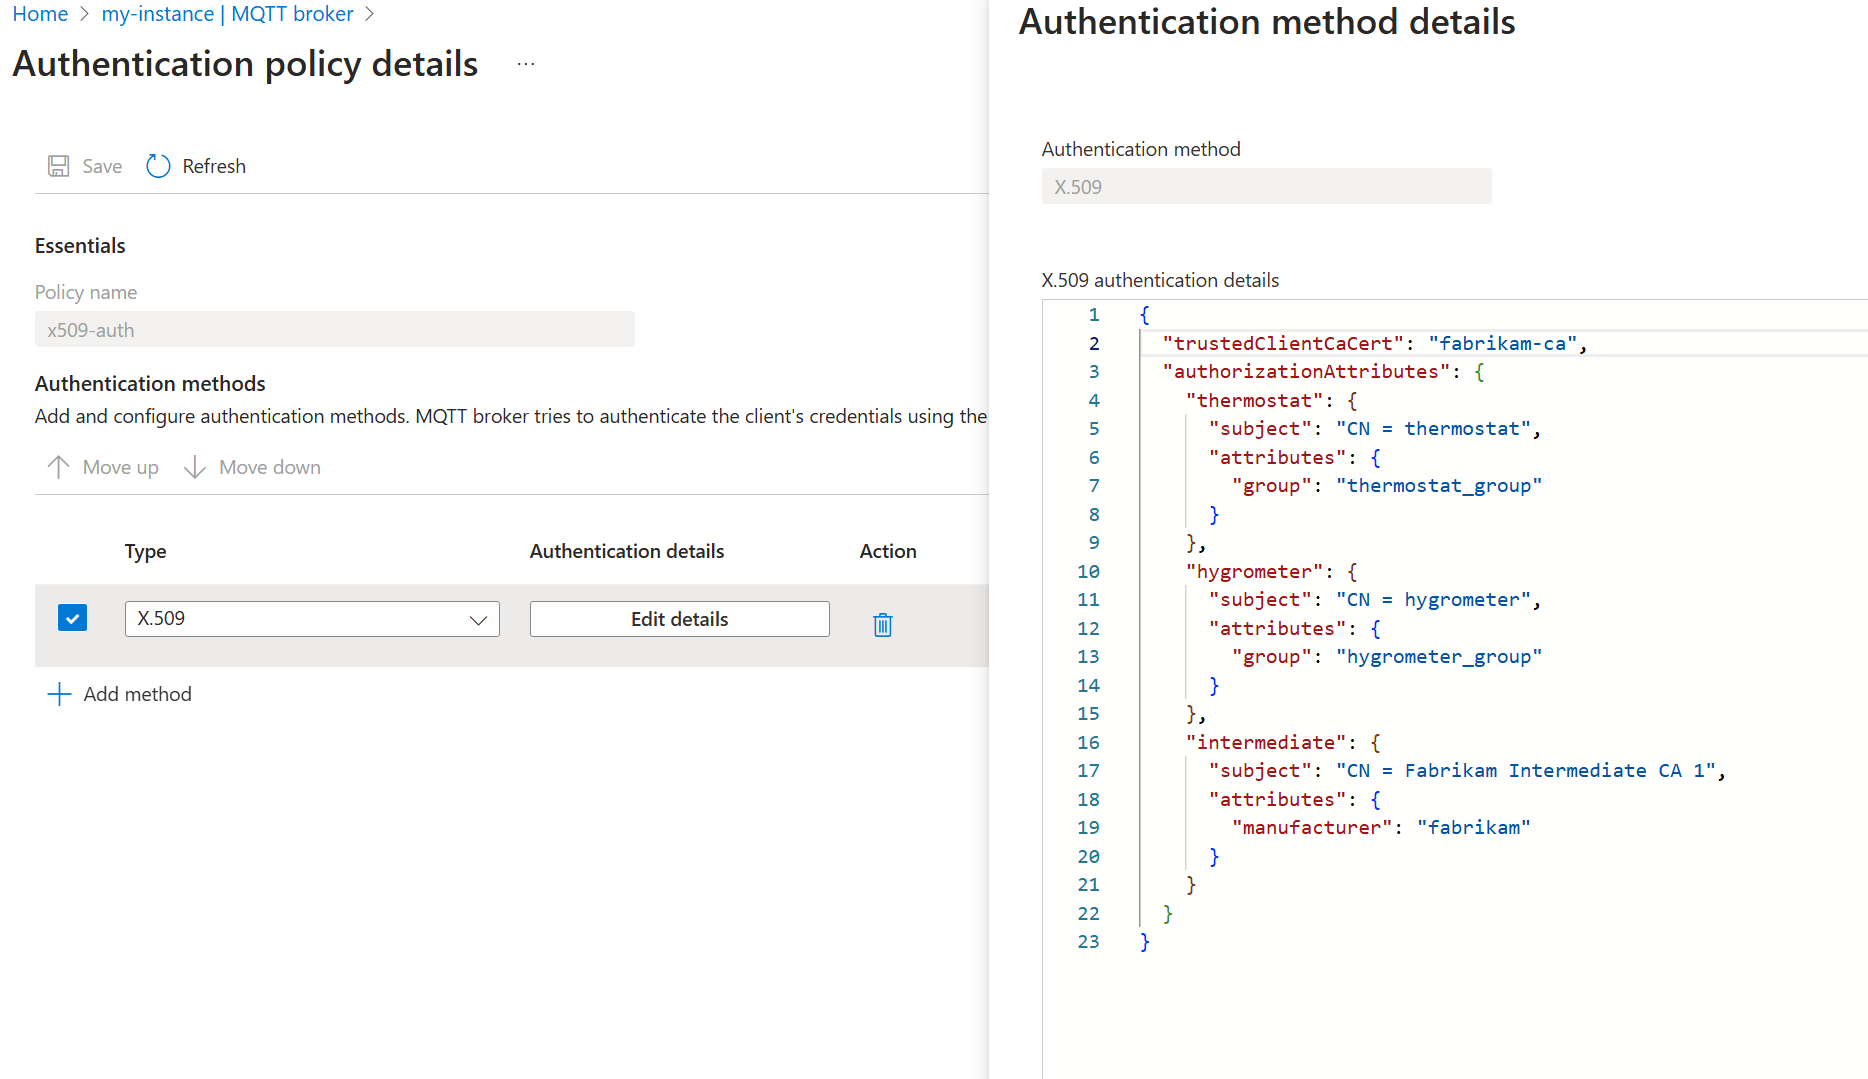 Home > my-instance | MQTT broker >
Authentication policy details ...
Save Refresh
Essentials
Policy name
x509-auth
Authentication methods
Add and configure authentication methods. MQTT broker tries to authenticate the client's credentials using the
Move up Move down
Type Authentication details Action
X.509 Edit details
Add method
Authentication method details
Authentication method
X.509
X.509 authentication details
1 {
2 "trustedClientCaCert": "fabrikam-ca",
3 "authorizationAttributes": {
4 "thermostat": {
5 "subject": "CN = thermostat",
6 "attributes": {
7 "group": "thermostat_group"
8 }
9 },
10 "hygrometer": {
11 "subject": "CN = hygrometer",
12 "attributes": {
13 "group": "hygrometer_group"
14 }
15 },
16 "intermediate": {
17 "subject": "CN = Fabrikam Intermediate CA 1",
18 "attributes": {
19 "manufacturer": "fabrikam"
20 }
21 }
22 }
23 }